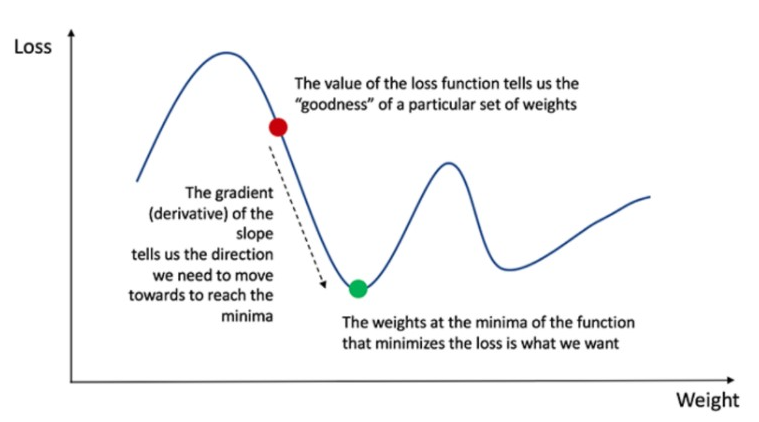 Loss
The value of the loss function tells us the
“goodness” of a particular set of weights
The gradient
(derivative) of the
slope
tells us the direction
we need to move
towards to reach the
minima
The weights at the minima of the function
that minimizes the loss is what we want
Weight